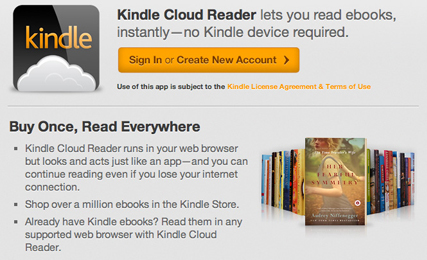 kindle
Kindle Cloud Reader lets you read ebooks,
instantly—no Kindle device required.
Sign In or Create New Account
Use of this app is subject to the Kindle License Agreement & Terms of Use
Buy Once, Read Everywhere
Kindle Cloud Reader runs in your web browser
but looks and acts just like an app—and you can
continue reading even if you lose your internet
connection.
Shop over a million ebooks in the Kindle Store.
Already have Kindle ebooks? Read them in any
supported web browser with Kindle Cloud
Reader.
HER
FEARFUL
SYMMETRY
Audrey Niffenegger